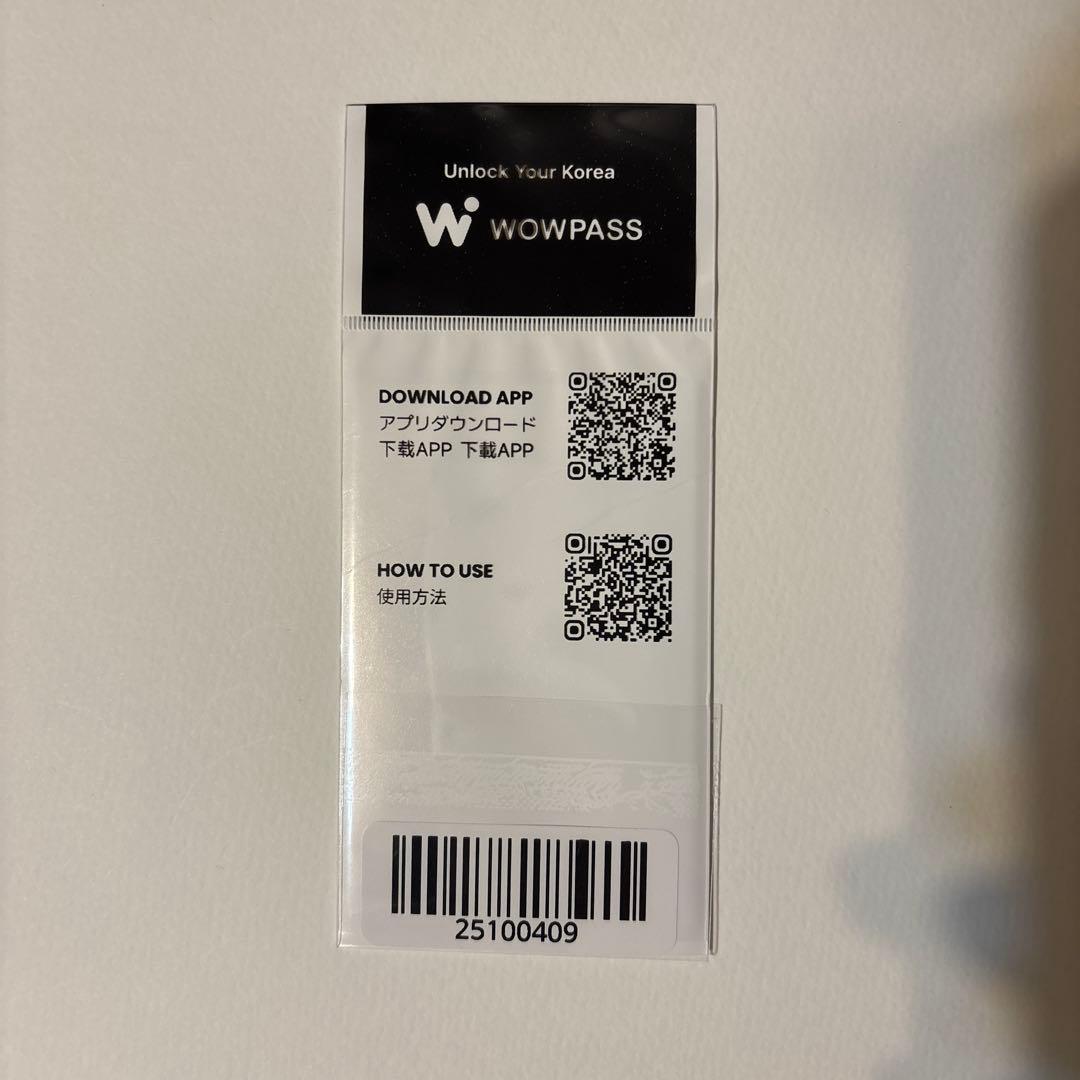 Unlock Your Korea
W WOWPASS
DOWNLOAD APP
アプリダウンロード
下载APP 下載APP
HOW TO USE
使用方法
25100409